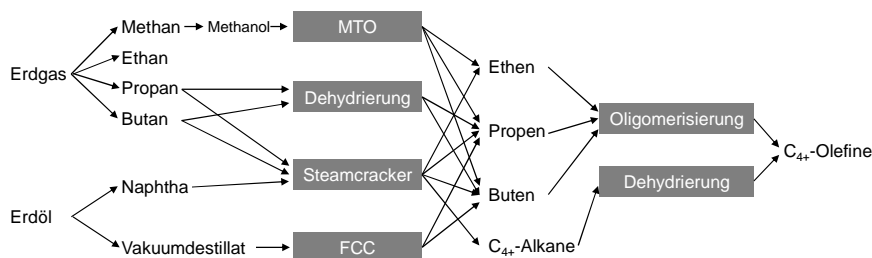 Erdgas
Methan
Methanol
MTO
Ethan
Propan
Butan
Dehydrierung
Steamcracker
Erdöl
Naphtha
Vakuumdestillat
FCC
Ethen
Propen
Buten
C4+-Alkane
Oligomerisierung
Dehydrierung
C4+-Olefine